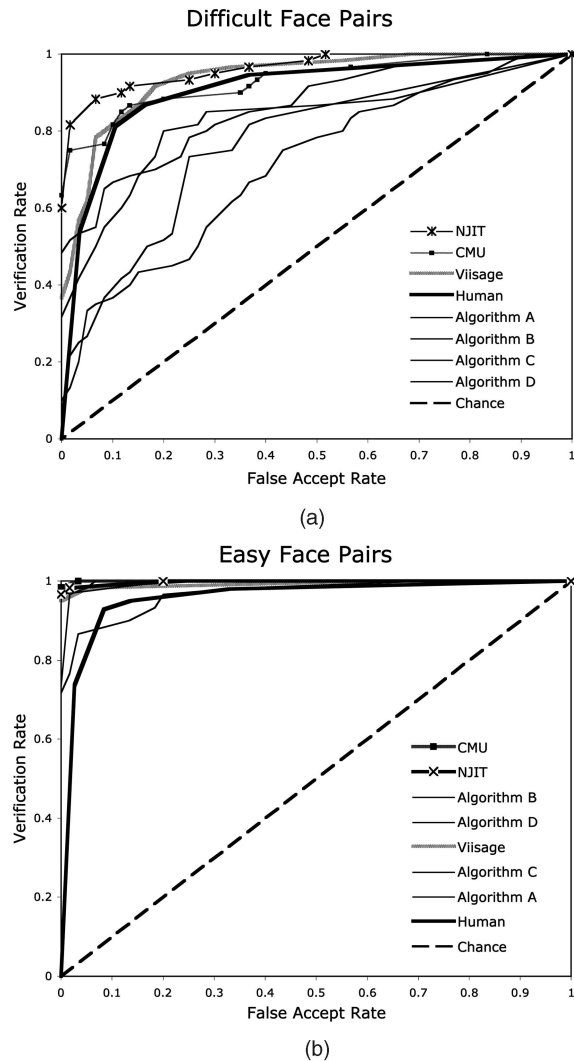 Difficult Face Pairs
1
0.8
0.6
0.4
0.2
0
Verification Rate
NJIT
CMU
Viisage
Human
Algorithm A
Algorithm B
Algorithm C
Algorithm D
Chance
0 0.1 0.2 0.3 0.4 0.5 0.6 0.7 0.8 0.9 1
False Accept Rate
(a)
Easy Face Pairs
1
0.8
0.6
0.4
0.2
0
Verification Rate
CMU
NJIT
Algorithm B
Algorithm D
Viisage
Algorithm C
Algorithm A
Human
Chance
0 0.1 0.2 0.3 0.4 0.5 0.6 0.7 0.8 0.9 1
False Accept Rate
(b)